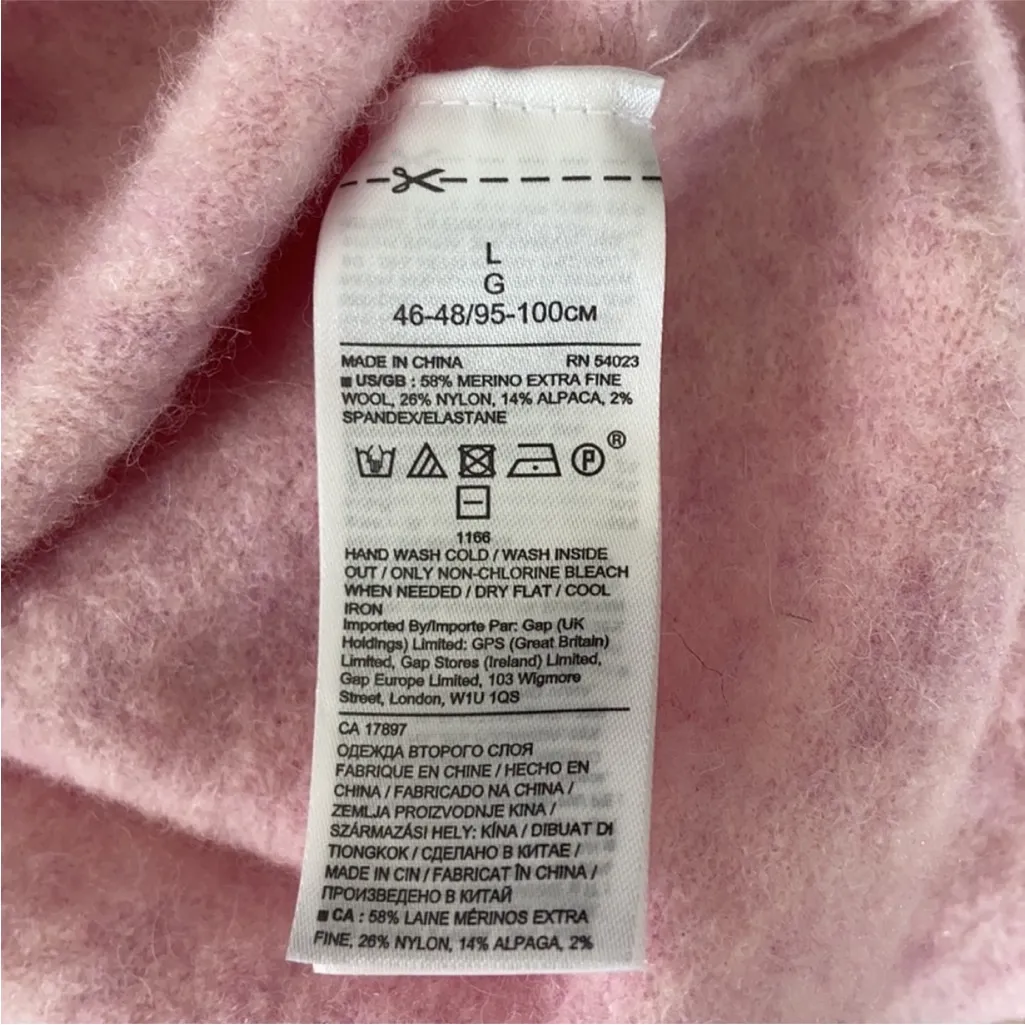 L
G
46-48/95-100CM
MADE IN CHINA RN 54023
US/GB : 58% MERINO EXTRA FINE
WOOL, 26% NYLON, 14% ALPACA, 2%
SPANDEX/ELASTANE
P ®
1166
HAND WASH COLD / WASH INSIDE
OUT / ONLY NON-CHLORINE BLEACH
WHEN NEEDED / DRY FLAT / COOL
IRON
Imported By/Importe Par: Gap (UK
Holdings) Limited: GPS (Great Britain)
Limited, Gap Stores (Ireland) Limited,
Gap Europe Limited, 103 Wigmore
Street, London, W1U 1QS
CA 17897
ОДЕЖДА ВТОРОГО СЛОЯ
FABRIQUE EN CHINE / HECHO EN
CHINA / FABRICADO NA CHINA /
ZEMLJA PROIZVODNJE KINA /
SZÁRMAZÁSI HELY: KÍNA / DIBUAT DI
TIONGKOK / СДЕЛАНО В КИТАЕ /
MADE IN CIN / FABRICAT ÎN CHINA /
ПРОИЗВЕДЕНО В КИТАЙ
CA : 58% LAINE MÉRINOS EXTRA
FINE, 26% NYLON, 14% ALPAGA, 2%